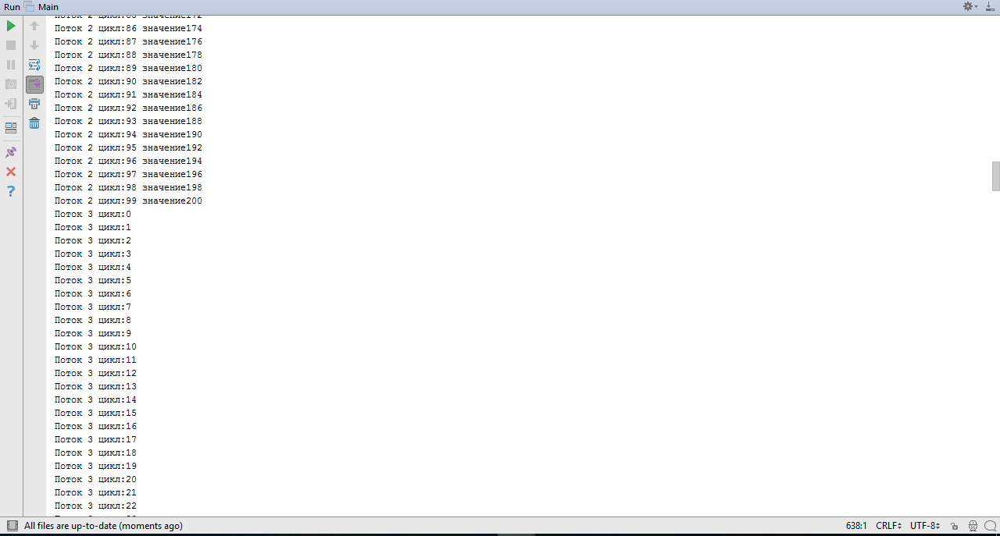 Run Main
Поток 2 цикл:85 значение172
Поток 2 цикл:86 значение174
Поток 2 цикл:87 значение176
Поток 2 цикл:88 значение178
Поток 2 цикл:89 значение180
Поток 2 цикл:90 значение182
Поток 2 цикл:91 значение184
Поток 2 цикл:92 значение186
Поток 2 цикл:93 значение188
Поток 2 цикл:94 значение190
Поток 2 цикл:95 значение192
Поток 2 цикл:96 значение194
Поток 2 цикл:97 значение196
Поток 2 цикл:98 значение198
Поток 2 цикл:99 значение200
Поток 3 цикл:0
Поток 3 цикл:1
Поток 3 цикл:2
Поток 3 цикл:3
Поток 3 цикл:4
Поток 3 цикл:5
Поток 3 цикл:6
Поток 3 цикл:7
Поток 3 цикл:8
Поток 3 цикл:9
Поток 3 цикл:10
Поток 3 цикл:11
Поток 3 цикл:12
Поток 3 цикл:13
Поток 3 цикл:14
Поток 3 цикл:15
Поток 3 цикл:16
Поток 3 цикл:17
Поток 3 цикл:18
Поток 3 цикл:19
Поток 3 цикл:20
Поток 3 цикл:21
Поток 3 цикл:22
All files are up-to-date (moments ago) 638:1 CRLF UTF-8